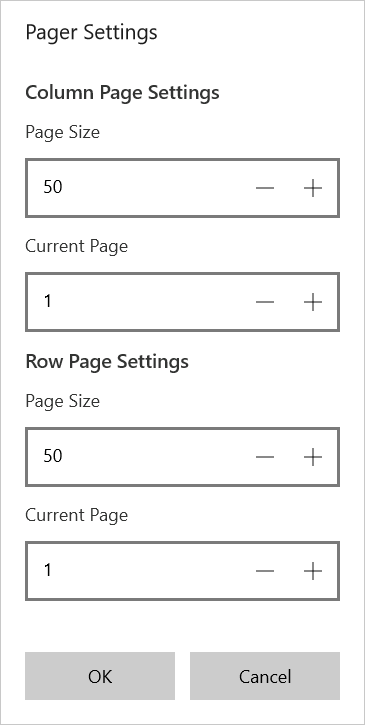 Pager Settings
Column Page Settings
Page Size
50
Current Page
1
Row Page Settings
Page Size
50
Current Page
1
OK Cancel